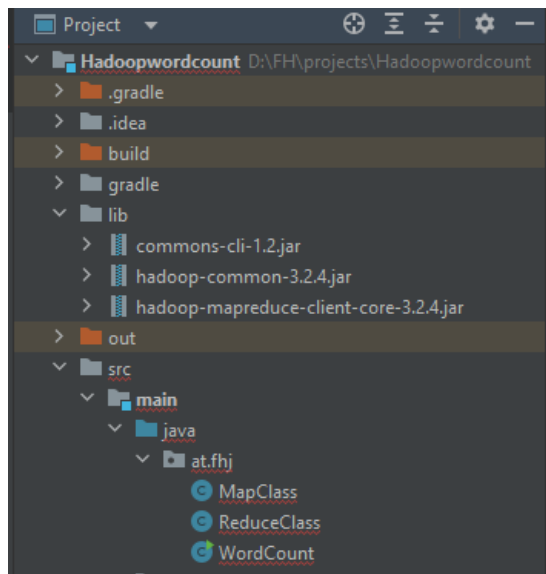 Project
Hadoopwordcount D:\FH\projects\Hadoopwordcount
.gradle
.idea
build
gradle
lib
commons-cli-1.2.jar
hadoop-common-3.2.4.jar
hadoop-mapreduce-client-core-3.2.4.jar
out
src
main
java
at.fhj
C MapClass
C ReduceClass
C WordCount